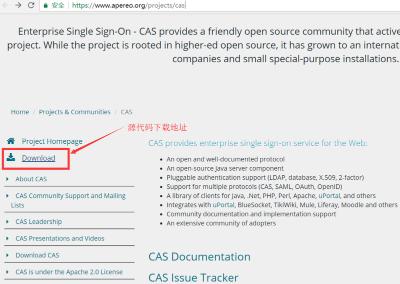 安全 https://www.apereo.org/projects/cas
Enterprise Single Sign-On - CAS provides a friendly open source community that active
project. While the project is rooted in higher-ed open source, it has grown to an internat
companies and small special-purpose installations.
Home / Projects & Communities / CAS
源代码下载地址
Project Homepage
Download
About CAS
CAS Community Support and Mailing
Lists
CAS Leadership
CAS Presentations and Videos
Download CAS
CAS is under the Apache 2.0 License
CAS provides enterprise single sign-on service for the Web:
An open and well-documented protocol
An open-source Java server component
Pluggable authentication support (LDAP, database, X.509, 2-factor)
Support for multiple protocols (CAS, SAML, OAuth, OpenID)
A library of clients for Java, .Net, PHP, Perl, Apache, uPortal, and others
Integrates with uPortal, BlueSocket, TikiWiki, Mule, Liferay, Moodle and others
Community documentation and implementation support
An extensive community of adopters
CAS Documentation
CAS Issue Tracker